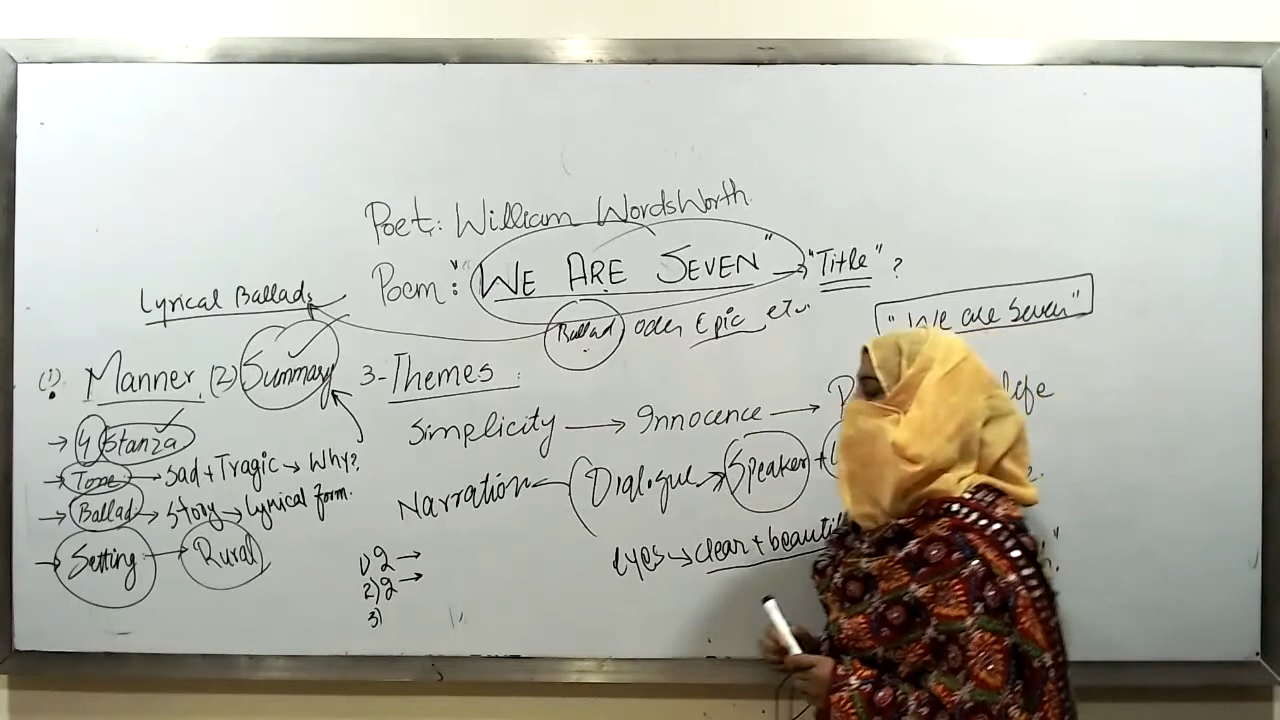 Poet: William WordsWorth
Poem: "WE ARE SEVEN" → "Title" ?
Lyrical Ballads
Ballad oder Epic etc.
"We are Seven"
(1). Manner. (2) Summary 3-Themes :
→ 4 Stanza
Simplicity → Innocence → life
→ Tone → Sad + Tragic → Why?
Narration Dialogue → Speaker +
→ Ballad → Story → Lyrical form.
→ Setting → Rural
eyes → clear +
1) 2 →
2) 2 →
3)